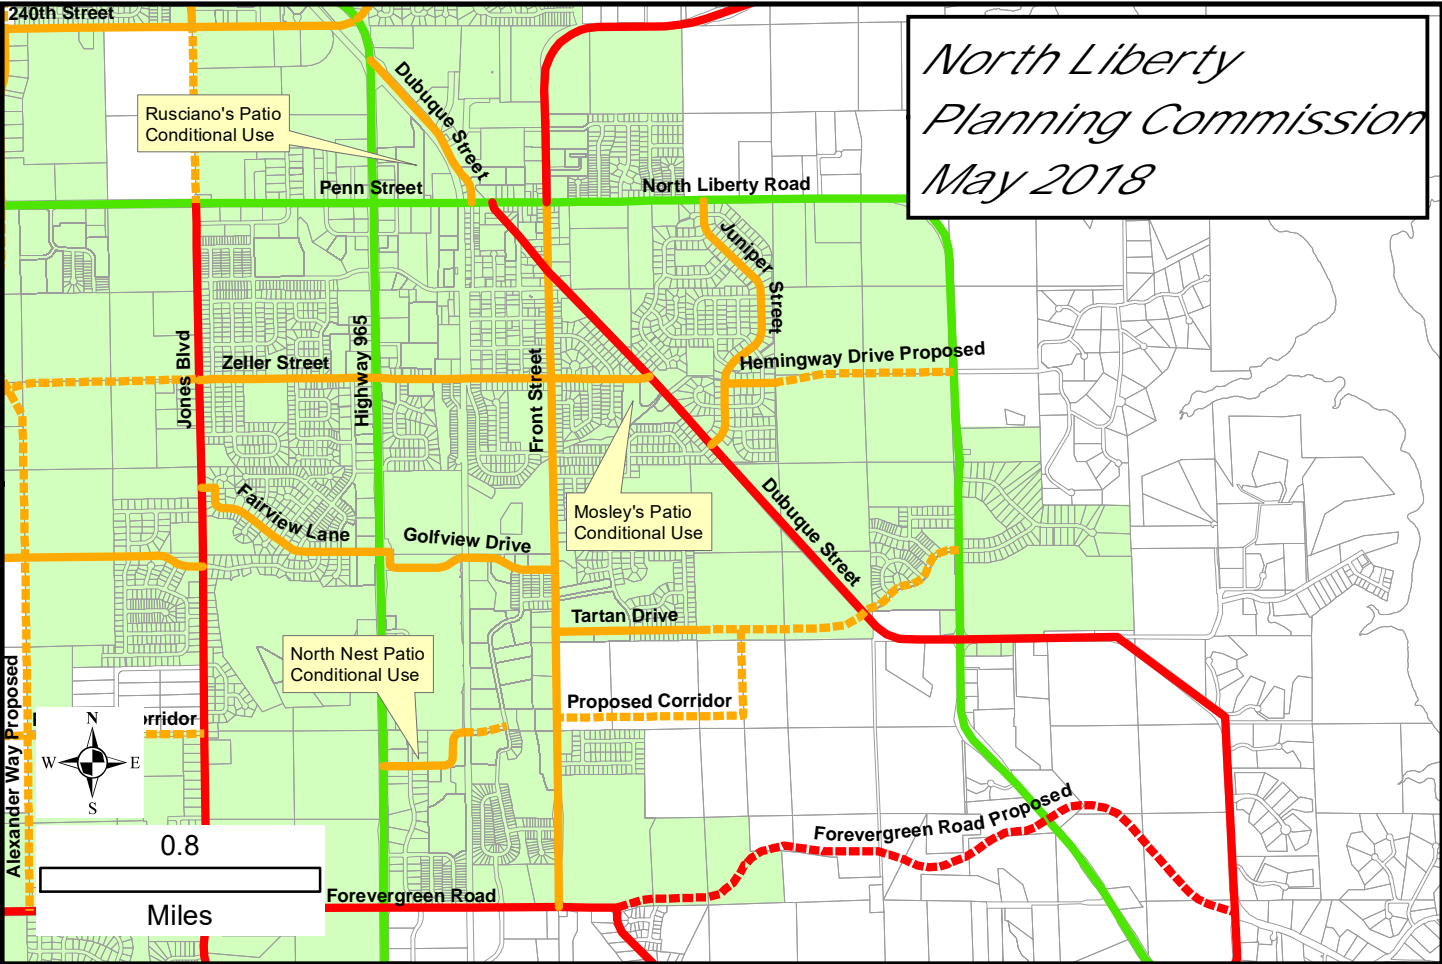 240th Street
North Liberty
Planning Commission
May 2018
Dubuque Street
Rusciano's Patio
Conditional Use
Penn Street
North Liberty Road
Juniper Street
Jones Blvd
Highway 965
Front Street
Zeller Street
Hemingway Drive Proposed
Fairview Lane
Golfview Drive
Mosley's Patio
Conditional Use
Dubuque Street
Tartan Drive
North Nest Patio
Conditional Use
Proposed Corridor
Alexander Way Proposed
orridor
N
W
E
S
Forevergreen Road Proposed
0.8
Miles
Forevergreen Road